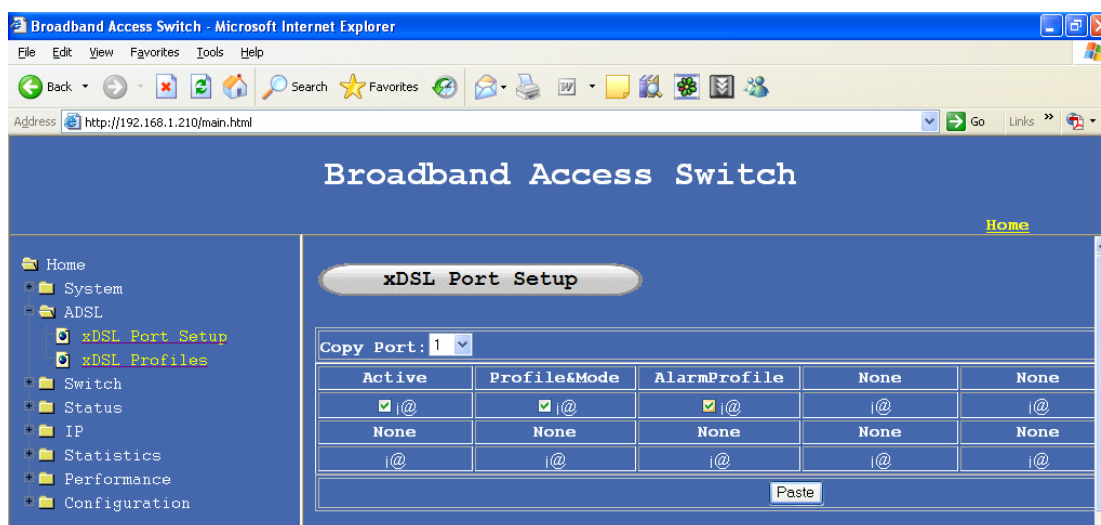 Broadband Access Switch - Microsoft Internet Explorer
File Edit View Favorites Tools Help
Back Search Favorites
Address http://192.168.1.210/main.html Go Links »
Broadband Access Switch
Home
Home
System
ADSL
xDSL Port Setup
xDSL Profiles
Switch
Status
IP
Statistics
Performance
Configuration
xDSL Port Setup
Copy Port: 1
Active Profile&Mode AlarmProfile None None
¡@ ¡@ ¡@ ¡@ ¡@
None None None None None
¡@ ¡@ ¡@ ¡@ ¡@
Paste